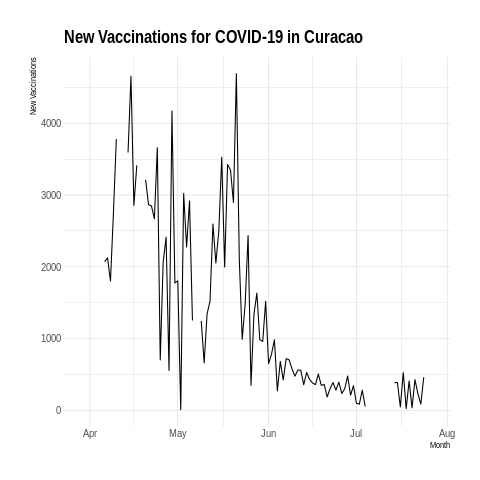 New Vaccinations for COVID-19 in Curacao
New Vaccinations
4000
3000
2000
1000
0
Apr May Jun Jul Aug
Month